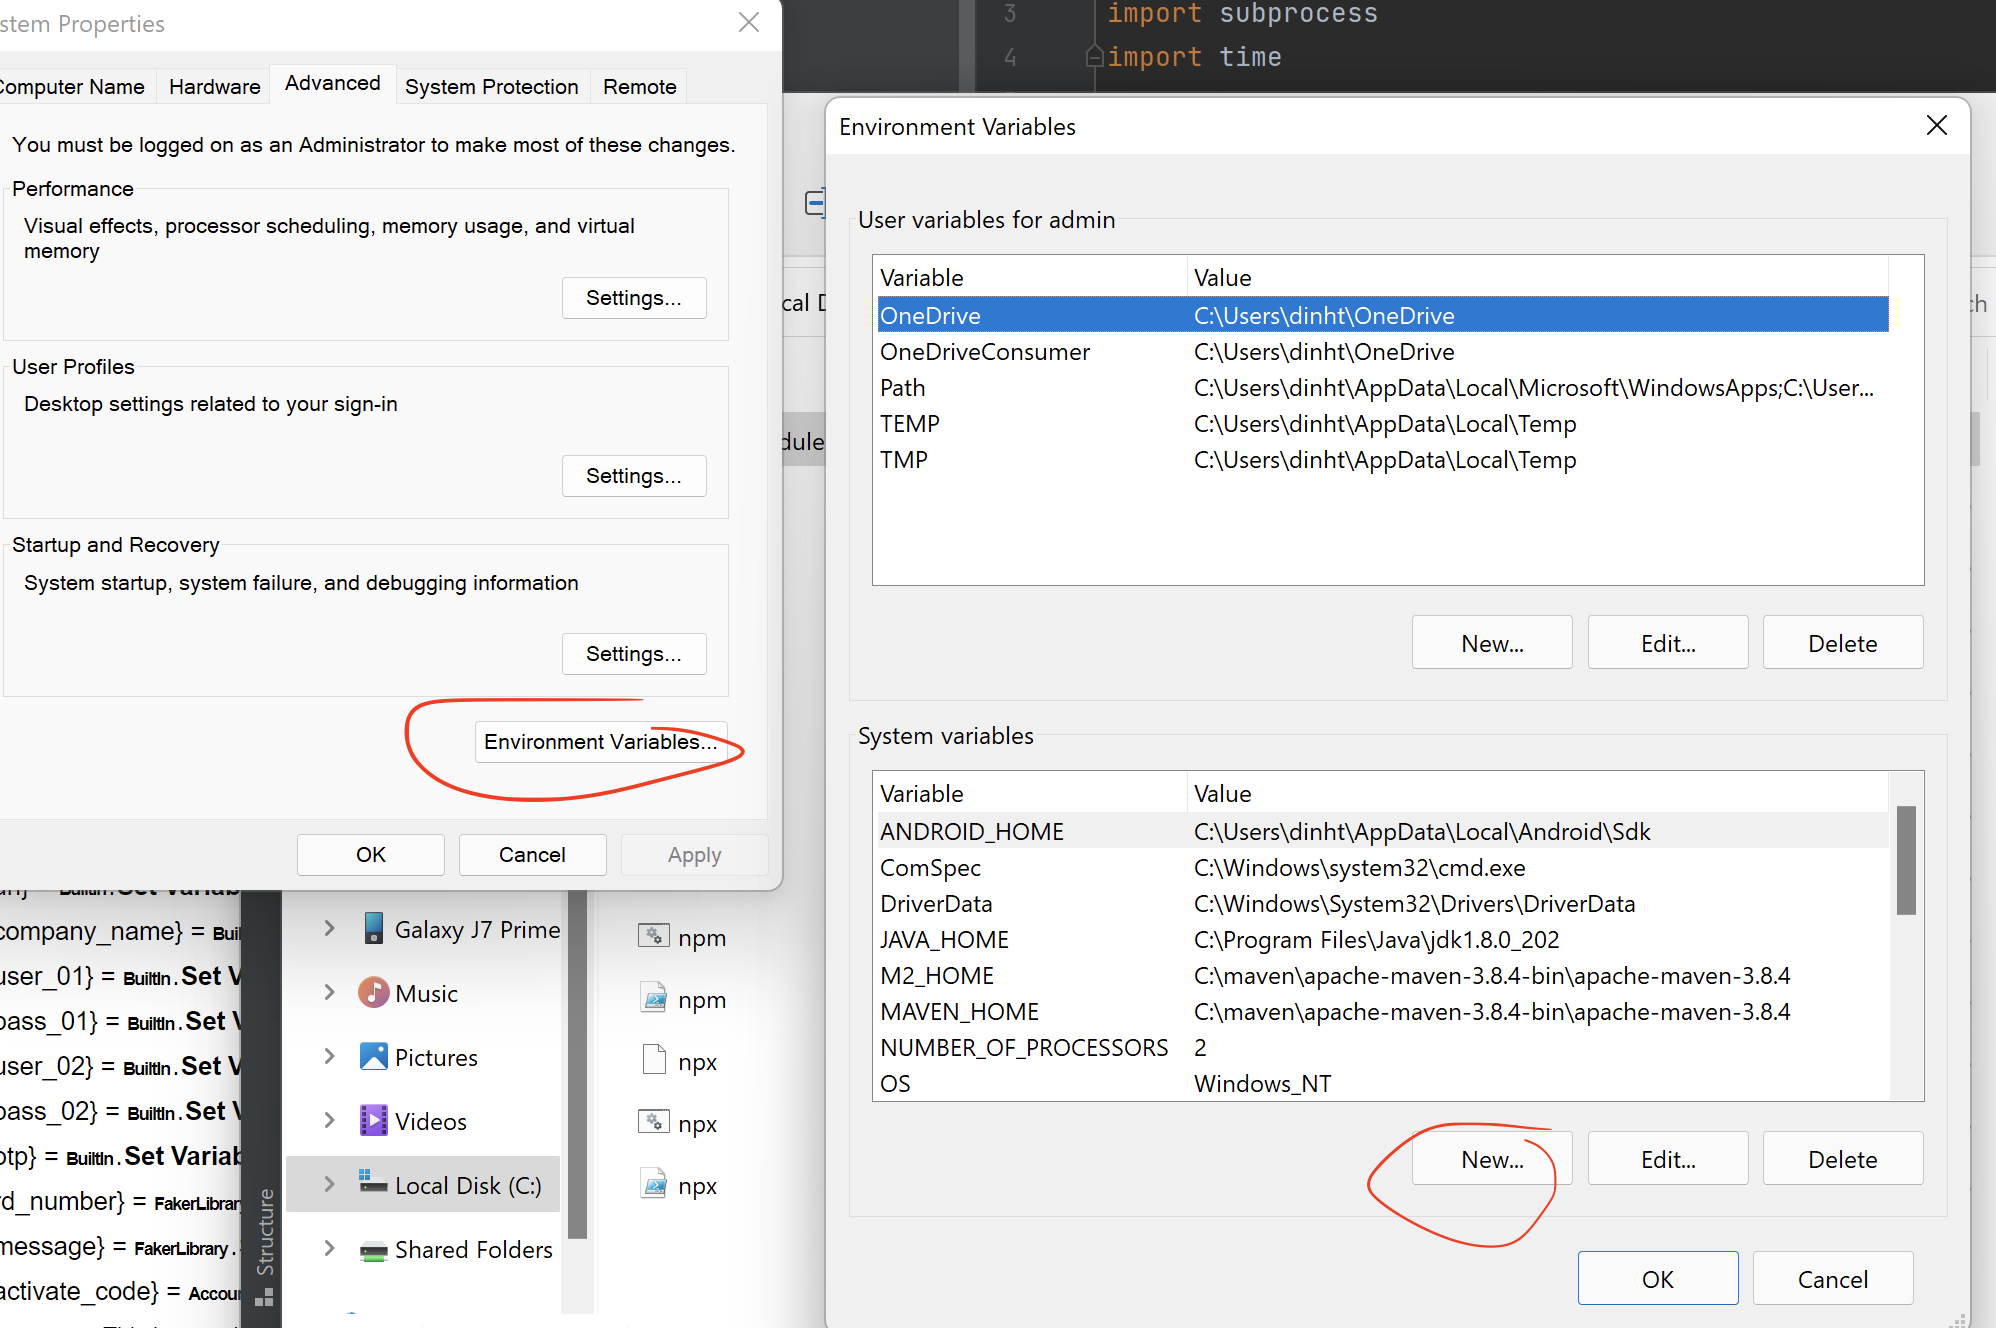 stem Properties
Computer Name Hardware Advanced System Protection Remote
You must be logged on as an Administrator to make most of these changes.
Performance
Visual effects, processor scheduling, memory usage, and virtual
memory
Settings...
User Profiles
Desktop settings related to your sign-in
Settings...
Startup and Recovery
System startup, system failure, and debugging information
Settings...
Environment Variables...
OK Cancel Apply
3 import subprocess
4 import time
cal D
dule
ch
Environment Variables
User variables for admin
Variable Value
OneDrive C:\Users\dinht\OneDrive
OneDriveConsumer C:\Users\dinht\OneDrive
Path C:\Users\dinht\AppData\Local\Microsoft\WindowsApps;C:\User...
TEMP C:\Users\dinht\AppData\Local\Temp
TMP C:\Users\dinht\AppData\Local\Temp
New... Edit... Delete
System variables
Variable Value
ANDROID_HOME C:\Users\dinht\AppData\Local\Android\Sdk
ComSpec C:\Windows\system32\cmd.exe
DriverData C:\Windows\System32\Drivers\DriverData
JAVA_HOME C:\Program Files\Java\jdk1.8.0_202
M2_HOME C:\maven\apache-maven-3.8.4-bin\apache-maven-3.8.4
MAVEN_HOME C:\maven\apache-maven-3.8.4-bin\apache-maven-3.8.4
NUMBER_OF_PROCESSORS 2
OS Windows_NT
New... Edit... Delete
OK Cancel
company_name} = Buil
user_01} = BuiltIn.Set V
pass_01} = BuiltIn.Set V
user_02} = BuiltIn.Set V
pass_02} = BuiltIn.Set V
otp} = BuiltIn.Set Variab
rd_number} = FakerLibrary
message} = FakerLibrary.
activate_code} = Accoun
Structure
Galaxy J7 Prime
Music
Pictures
Videos
Local Disk (C:)
Shared Folders
npm
npm
npx
npx
npx